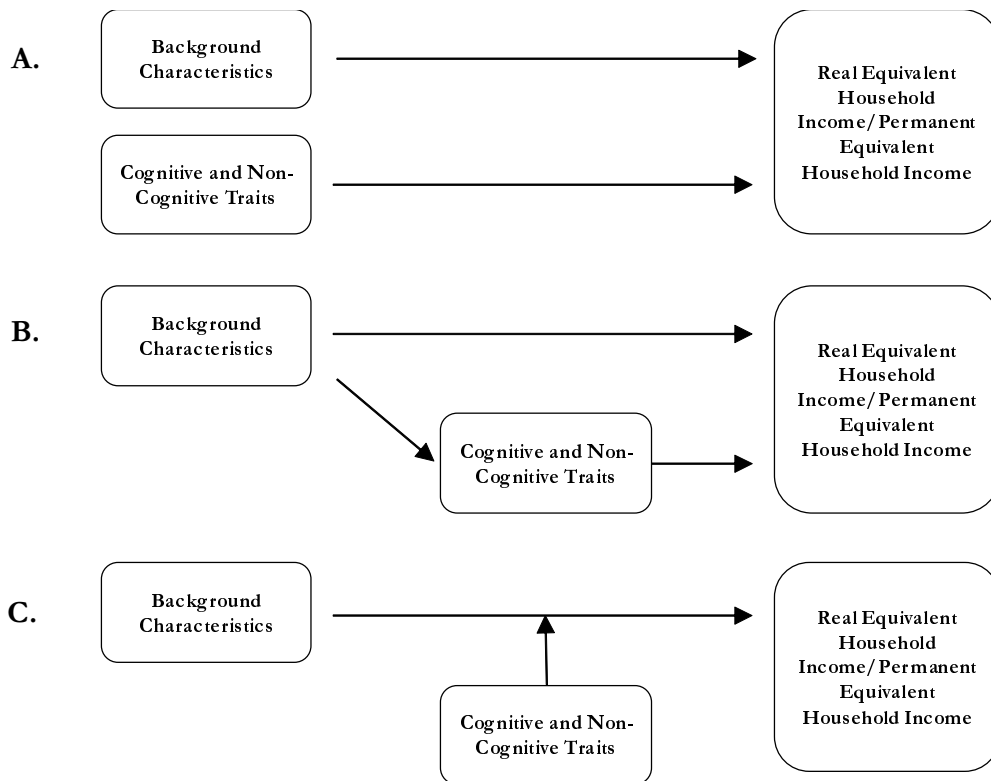 A.
Background
Characteristics
Cognitive and Non-
Cognitive Traits
Real Equivalent
Household
Income/Permanent
Equivalent
Household Income
B.
Background
Characteristics
Cognitive and Non-
Cognitive Traits
Real Equivalent
Household
Income/Permanent
Equivalent
Household Income
C.
Background
Characteristics
Cognitive and Non-
Cognitive Traits
Real Equivalent
Household
Income/Permanent
Equivalent
Household Income